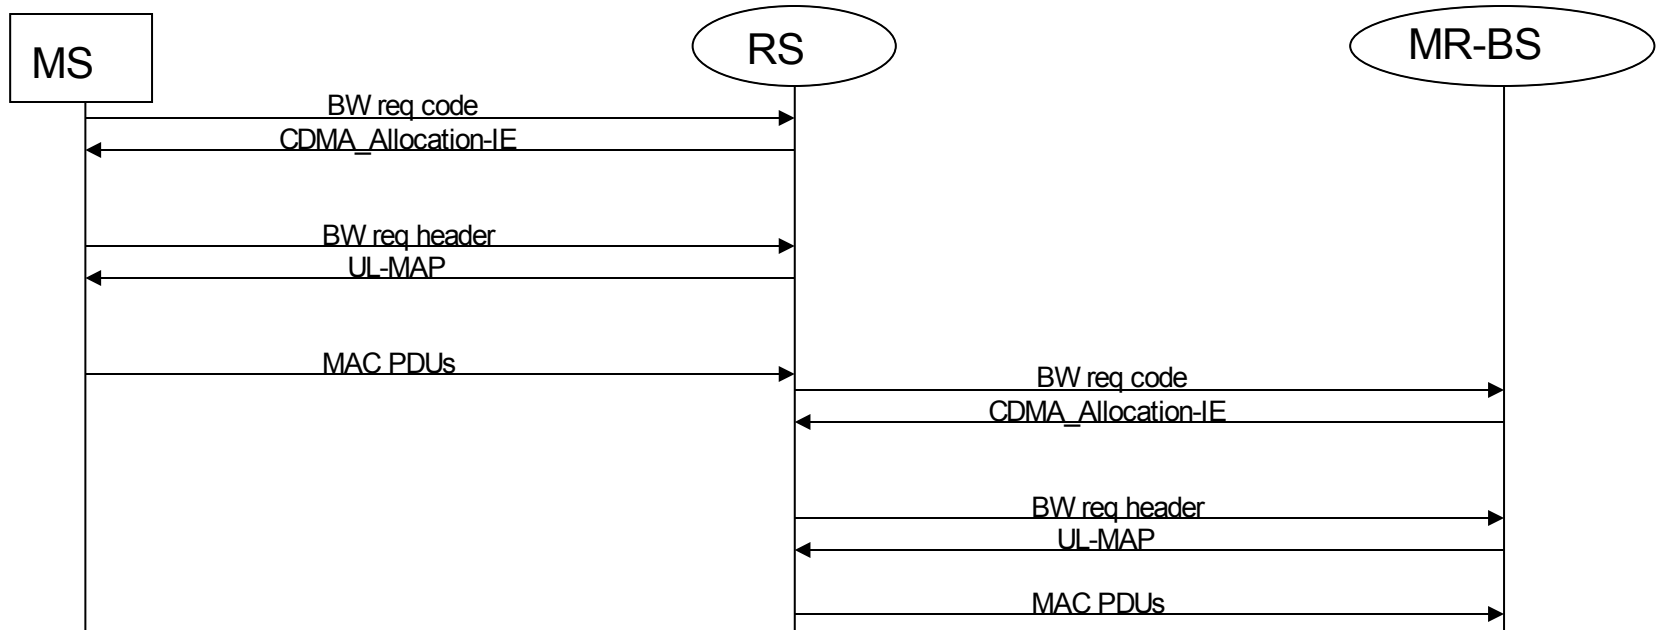 MS
RS
MR-BS
BW req code
CDMA_Allocation-IE
BW req header
UL-MAP
MAC PDUs
BW req code
CDMA_Allocation-IE
BW req header
UL-MAP
MAC PDUs